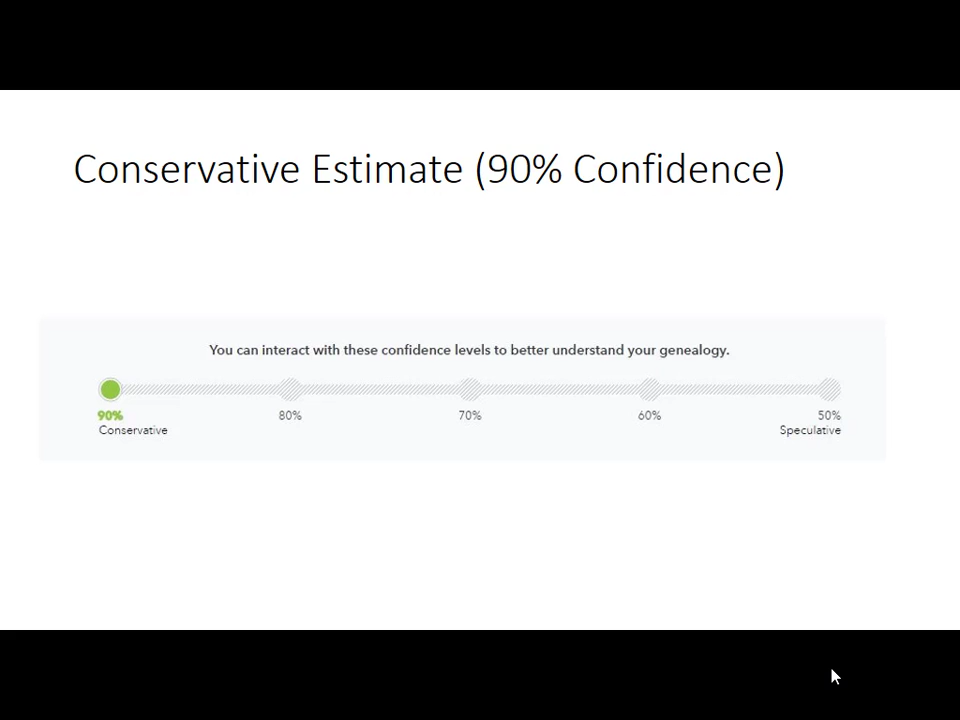 Conservative Estimate (90% Confidence)
You can interact with these confidence levels to better understand your genealogy.
90% 80% 70% 60% 50%
Conservative Speculative